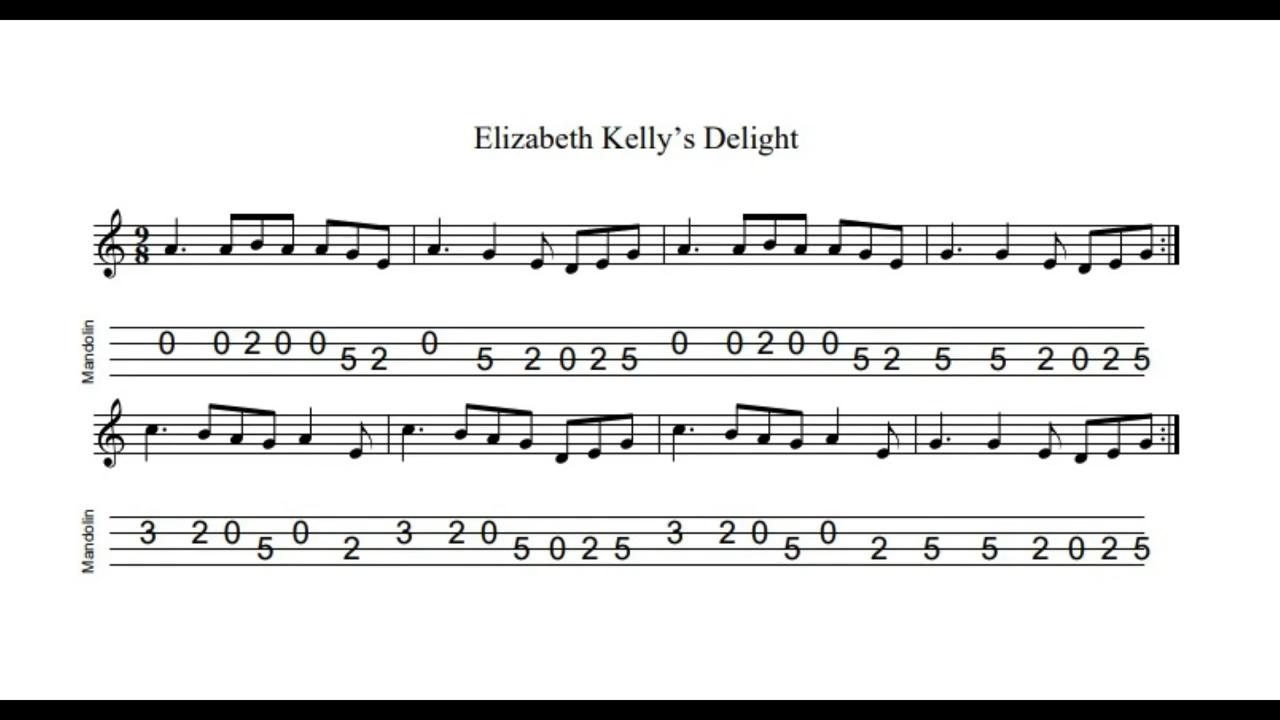 Elizabeth Kelly’s Delight
9
8
Mandolin
0 0 2 0 0 5 2 0 5 2 0 2 5 0 0 2 0 0 5 2 5 5 2 0 2 5
Mandolin
3 2 0 5 0 2 3 2 0 5 0 2 5 3 2 0 5 0 2 5 5 2 0 2 5